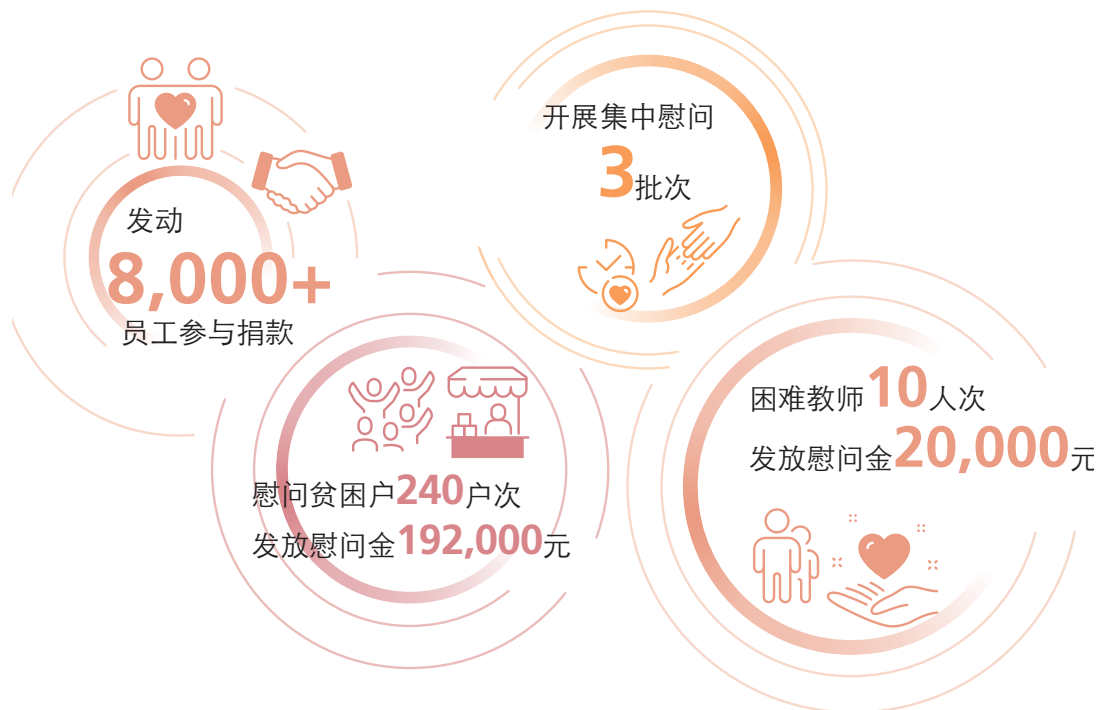 发动
8,000+
员工参与捐款
开展集中慰问
3批次
慰问贫困户240户次
发放慰问金192,000元
困难教师10人次
发放慰问金20,000元